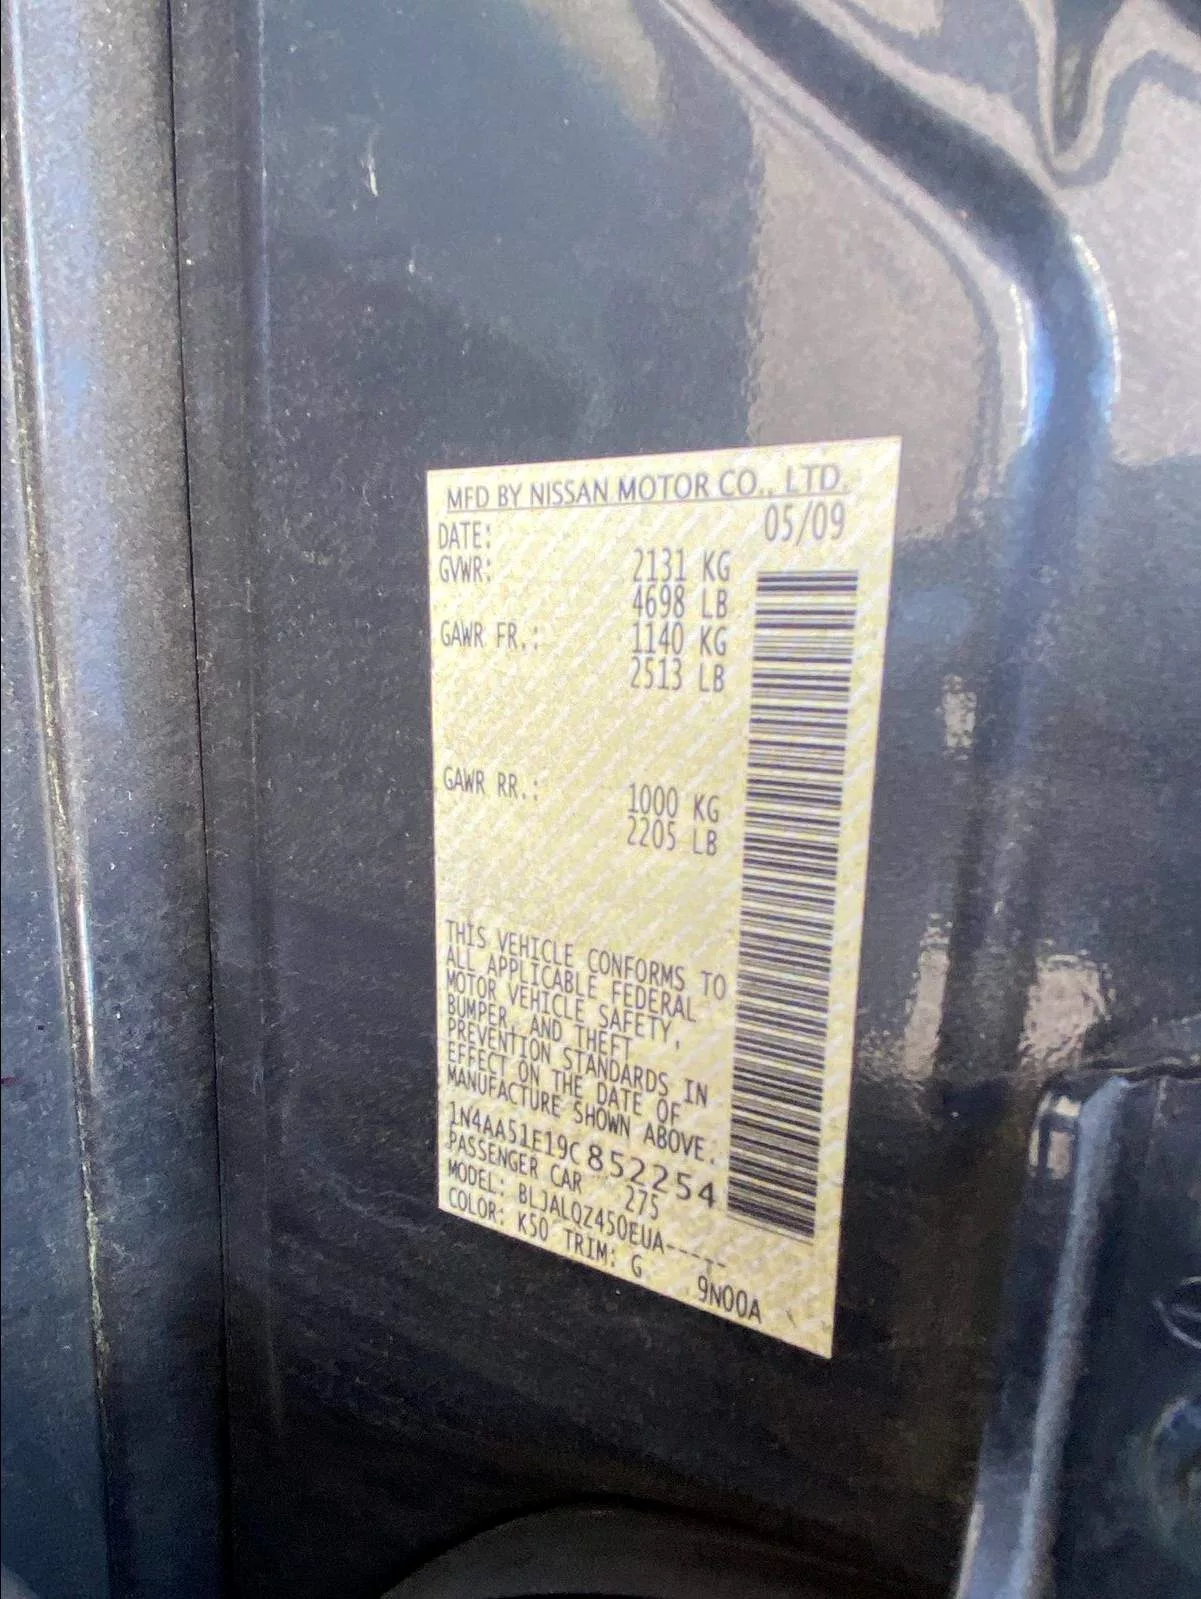 MFD BY NISSAN MOTOR CO., LTD.
DATE: 05/09
GVWR: 2131 KG
4698 LB
GAWR FR.: 1140 KG
2513 LB
GAWR RR.: 1000 KG
2205 LB
THIS VEHICLE CONFORMS TO
ALL APPLICABLE FEDERAL
MOTOR VEHICLE SAFETY,
BUMPER, AND THEFT
PREVENTION STANDARDS IN
EFFECT ON THE DATE OF
MANUFACTURE SHOWN ABOVE.
1N4AA51E19C852254
PASSENGER CAR 275
MODEL: BLJALQZ450EUA-----
COLOR: K50 TRIM: G 9N00A